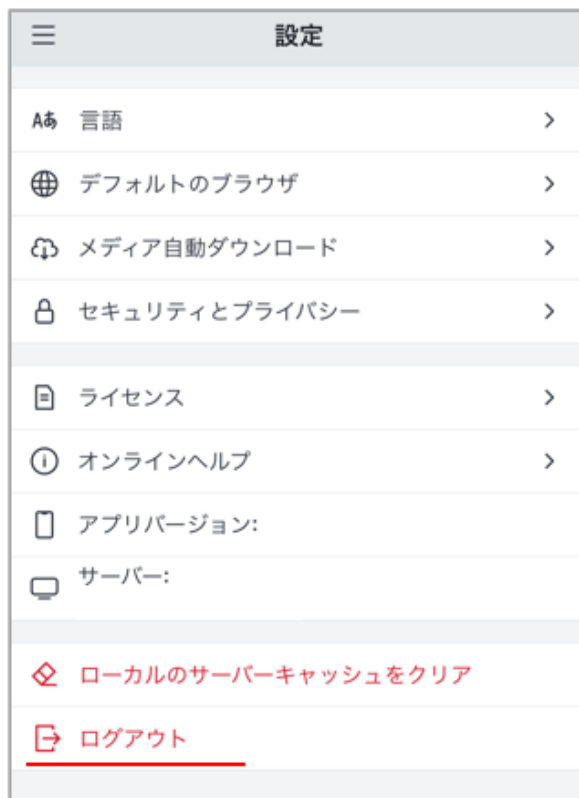 設定
Aあ 言語
デフォルトのブラウザ
メディア自動ダウンロード
セキュリティとプライバシー
ライセンス
オンラインヘルプ
アプリバージョン:
サーバー:
ローカルのサーバーキャッシュをクリア
ログアウト